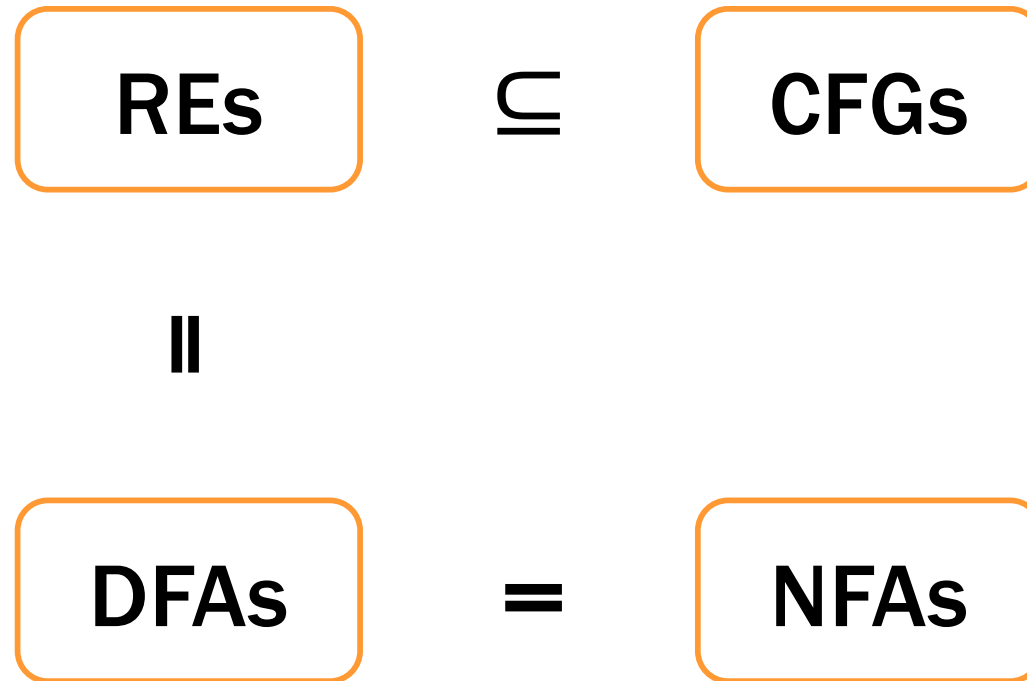 REs ⊆ CFGs
=
DFAs = NFAs